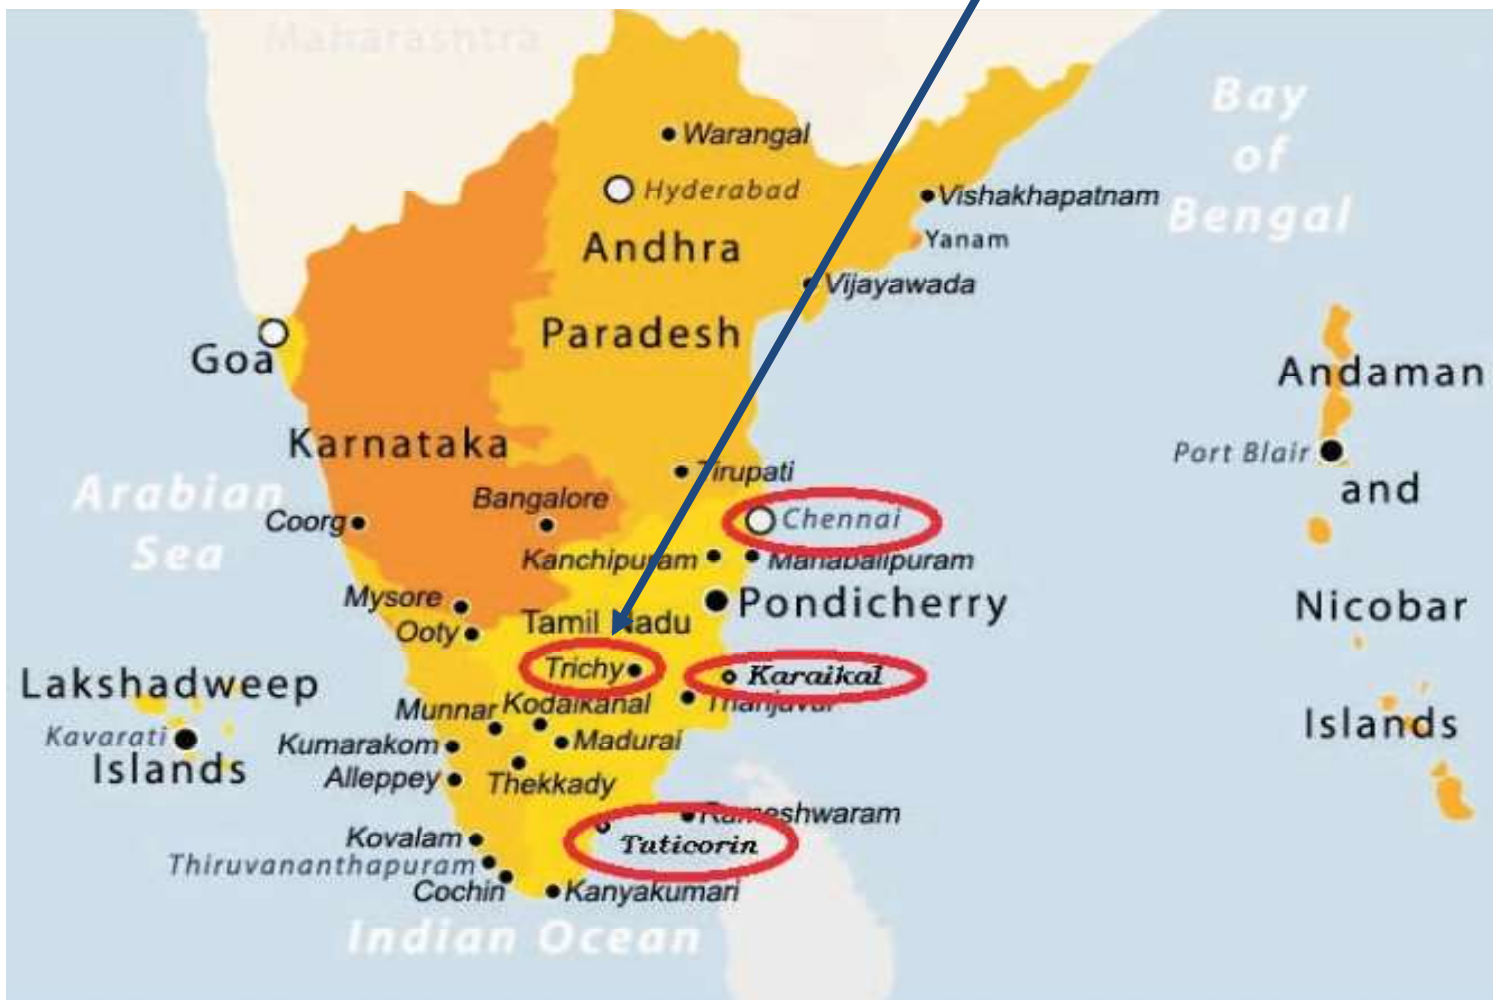 Maharashtra
Warangal
Hyderabad
Andhra
Paradesh
Vishakhapatnam
Yanam
Vijayawada
Bay
of
Bengal
Goa
Karnataka
Andaman
Port Blair
and
Nicobar
Islands
Arabian
Sea
Tirupati
Bangalore
Coorg
Chennai
Kanchipuram
Mahabalipuram
Mysore
Pondicherry
Ooty
Tamil Nadu
Trichy
Karaikal
Lakshadweep
Kavarati
Islands
Munnar
Kodaikanal
Thanjavur
Kumarakom
Madurai
Alleppey
Thekkady
Rameshwaram
Kovalam
Tuticorin
Thiruvananthapuram
Cochin
Kanyakumari
Indian Ocean